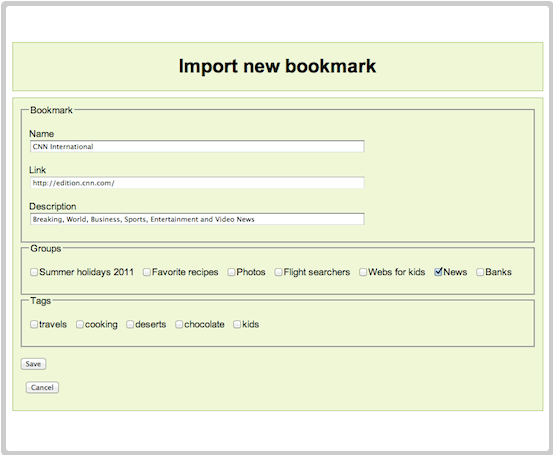 Import new bookmark
Bookmark
Name
CNN International
Link
http://edition.cnn.com/
Description
Breaking, World, Business, Sports, Entertainment and Video News
Groups
Summer holidays 2011 Favorite recipes Photos Flight searchers Webs for kids News Banks
Tags
travels cooking deserts chocolate kids
Save
Cancel